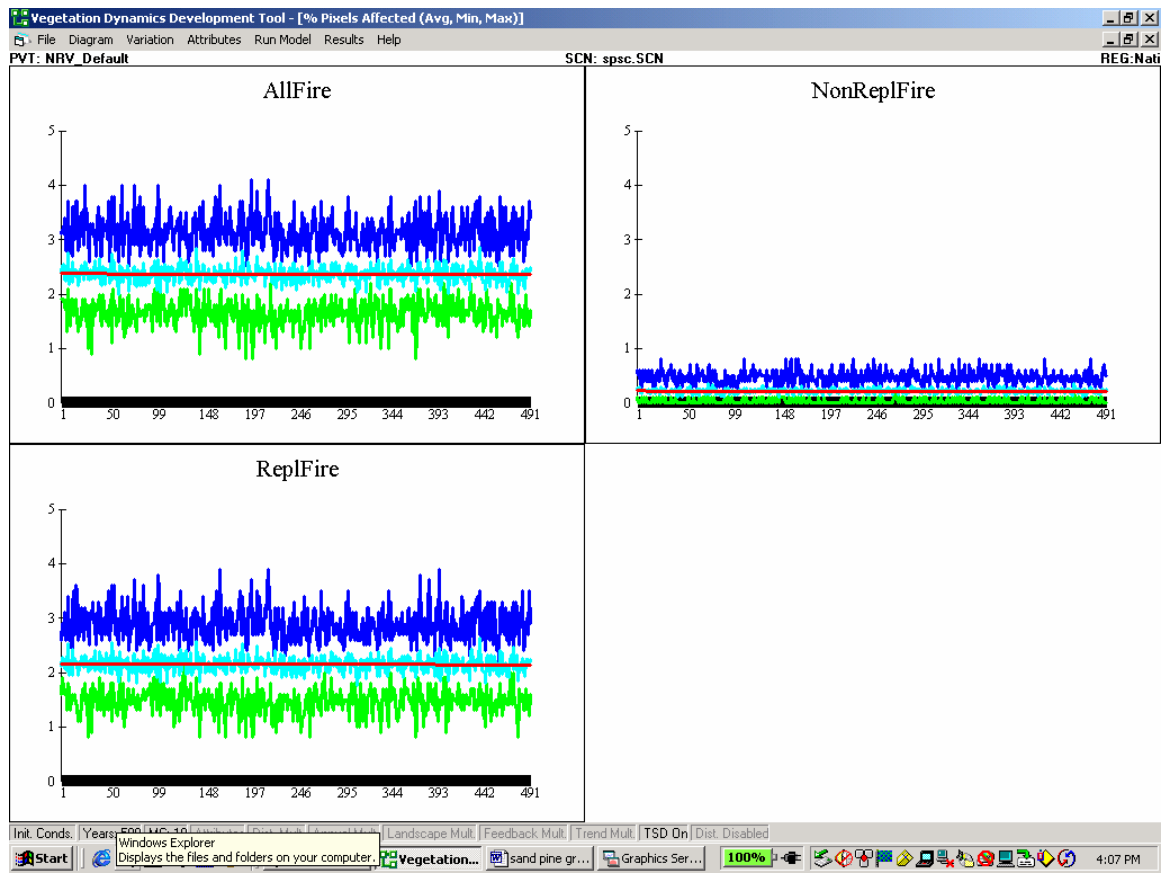 Vegetation Dynamics Development Tool - [% Pixels Affected (Avg, Min, Max)]
File Diagram Variation Attributes Run Model Results Help
PVT: NRV_Default SCN: spsc.SCN REG:Nati
AllFire
5
4
3
2
1
0
1 50 99 148 197 246 295 344 393 442 491
NonReplFire
5
4
3
2
1
0
1 50 99 148 197 246 295 344 393 442 491
ReplFire
5
4
3
2
1
0
1 50 99 148 197 246 295 344 393 442 491
Init. Conds. Years: Landscape Mult. Feedback Mult. Trend Mult. TSD On Dist. Disabled
Windows Explorer
Displays the files and folders on your computer.
Start Vegetation... sand pine gr... Graphics Ser... 100% 4:07 PM